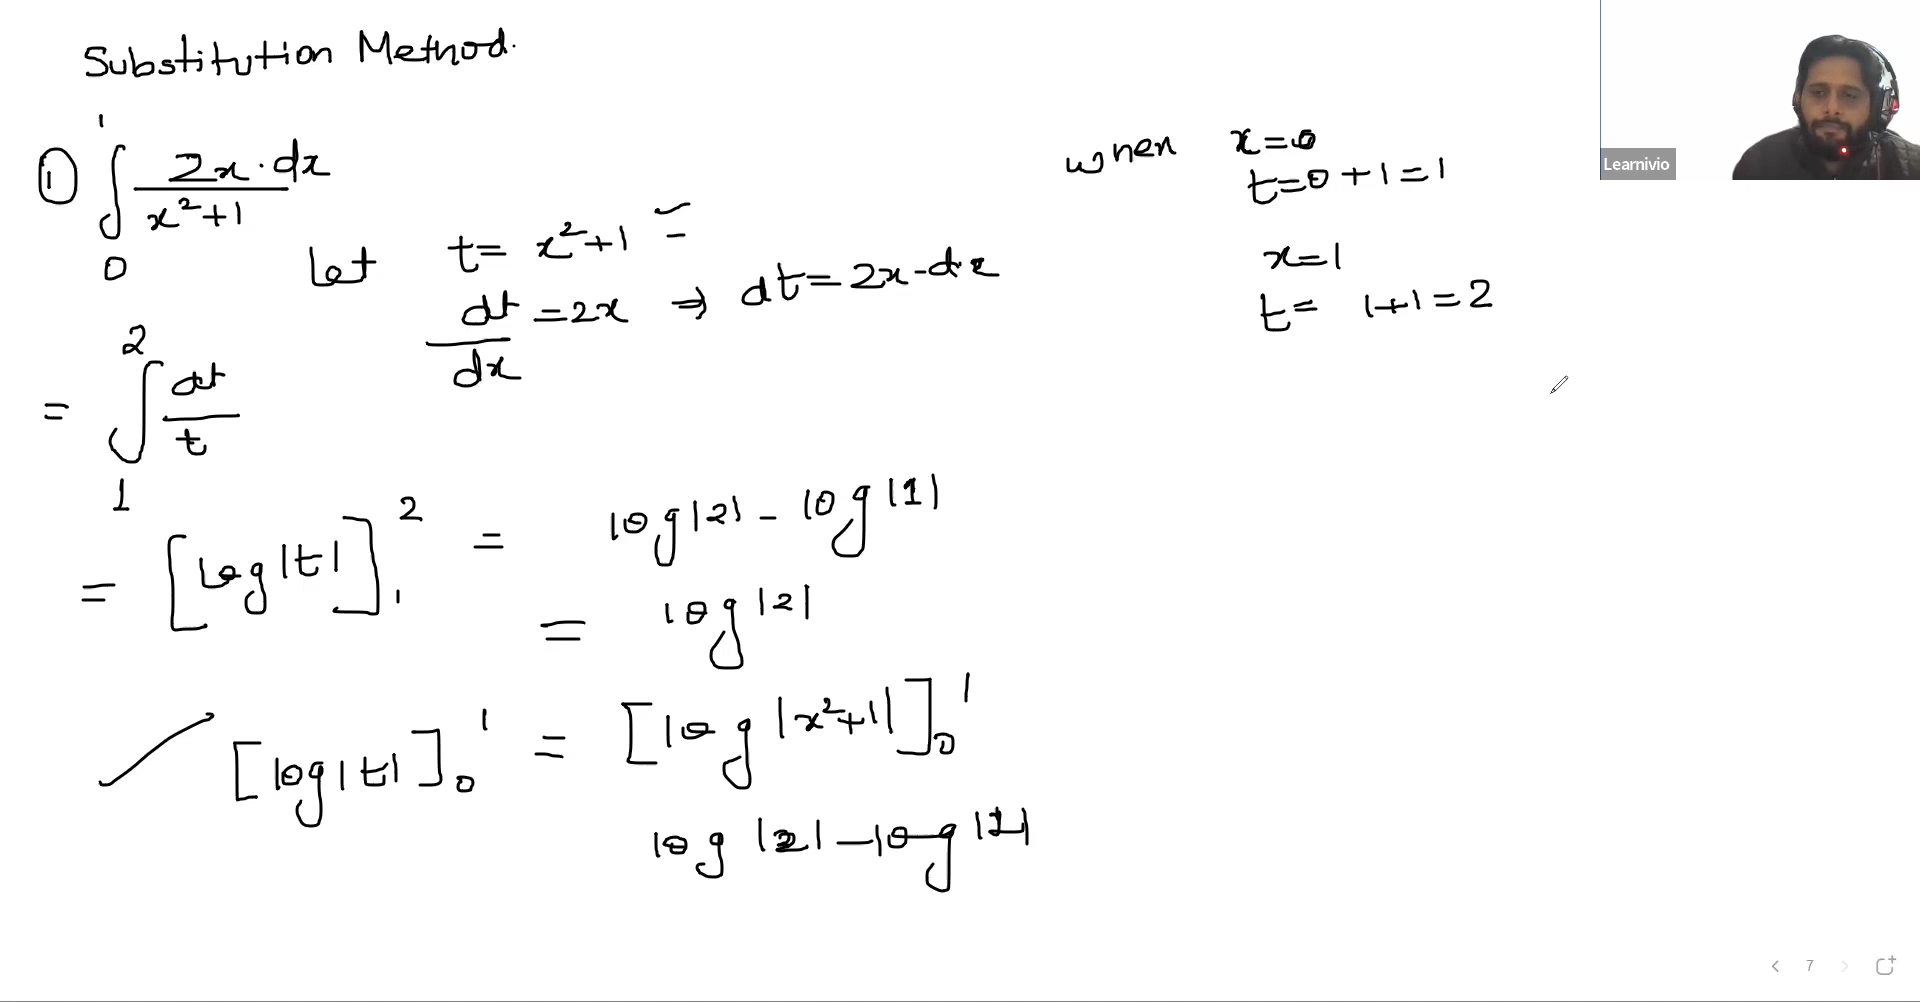 Substitution Method.
① ∫₀¹ 2x·dx / x²+1
Let t = x²+1
dt/dx = 2x ⇒ dt = 2x·dx
when x=0
t=0+1=1
x=1
t= 1+1=2
= ∫₁² dt/t
= [log|t|]₁² = log|2| - log|1|
= log|2|
[log|t|]₀¹ = [log|x²+1|]₀¹
log|2| - log|1|
Learnivio
7